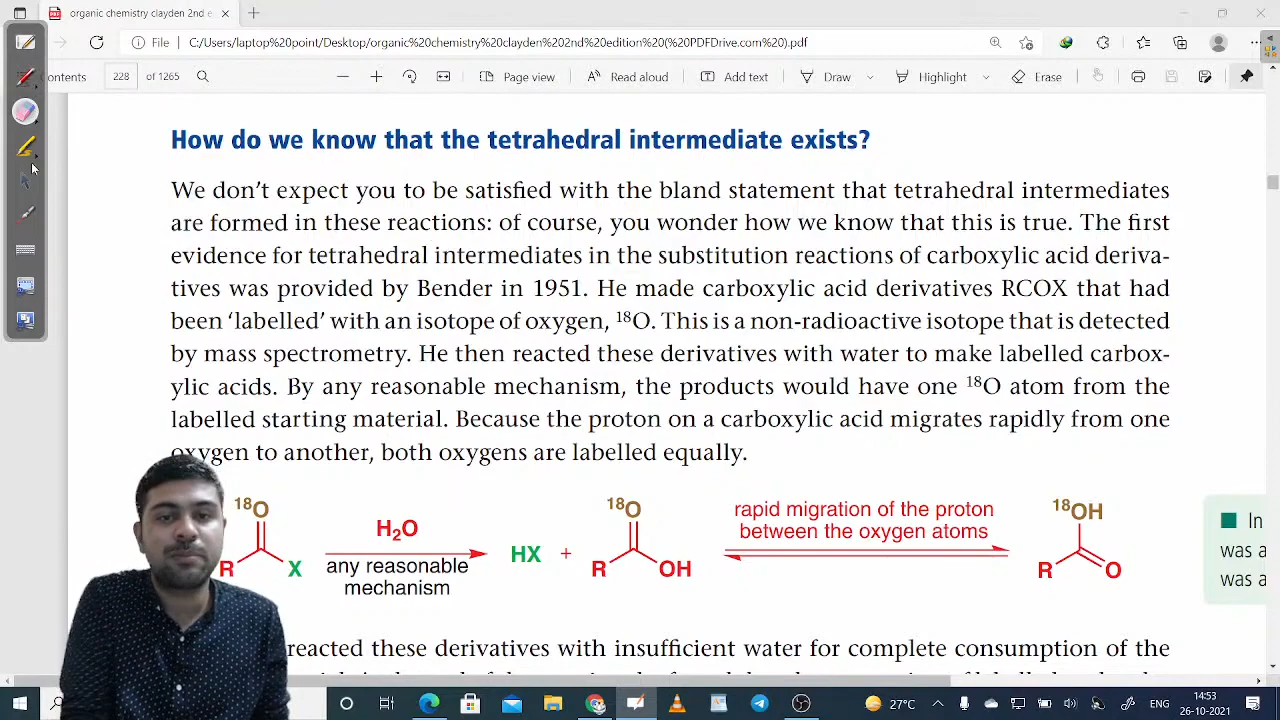 organic chemistry clayden 2nd e
File
C:/Users/laptop%20point/Desktop/organic%20chemistry%20clayden%202nd%20edition%20(%20PDFDrive.com%20).pdf
ontents
228
of 1265
Page view
Read aloud
Add text
Draw
Highlight
Erase
How do we know that the tetrahedral intermediate exists?
We don’t expect you to be satisfied with the bland statement that tetrahedral intermediates
are formed in these reactions: of course, you wonder how we know that this is true. The first
evidence for tetrahedral intermediates in the substitution reactions of carboxylic acid deriva-
tives was provided by Bender in 1951. He made carboxylic acid derivatives RCOX that had
been ‘labelled’ with an isotope of oxygen, ¹⁸O. This is a non-radioactive isotope that is detected
by mass spectrometry. He then reacted these derivatives with water to make labelled carbox-
ylic acids. By any reasonable mechanism, the products would have one ¹⁸O atom from the
labelled starting material. Because the proton on a carboxylic acid migrates rapidly from one
oxygen to another, both oxygens are labelled equally.
¹⁸O
R
X
H₂O
any reasonable
mechanism
HX
+
¹⁸O
R
OH
rapid migration of the proton
between the oxygen atoms
¹⁸OH
R
O
In
was a
was a
reacted these derivatives with insufficient water for complete consumption of the
27°C
ENG
14:53
26-10-2021